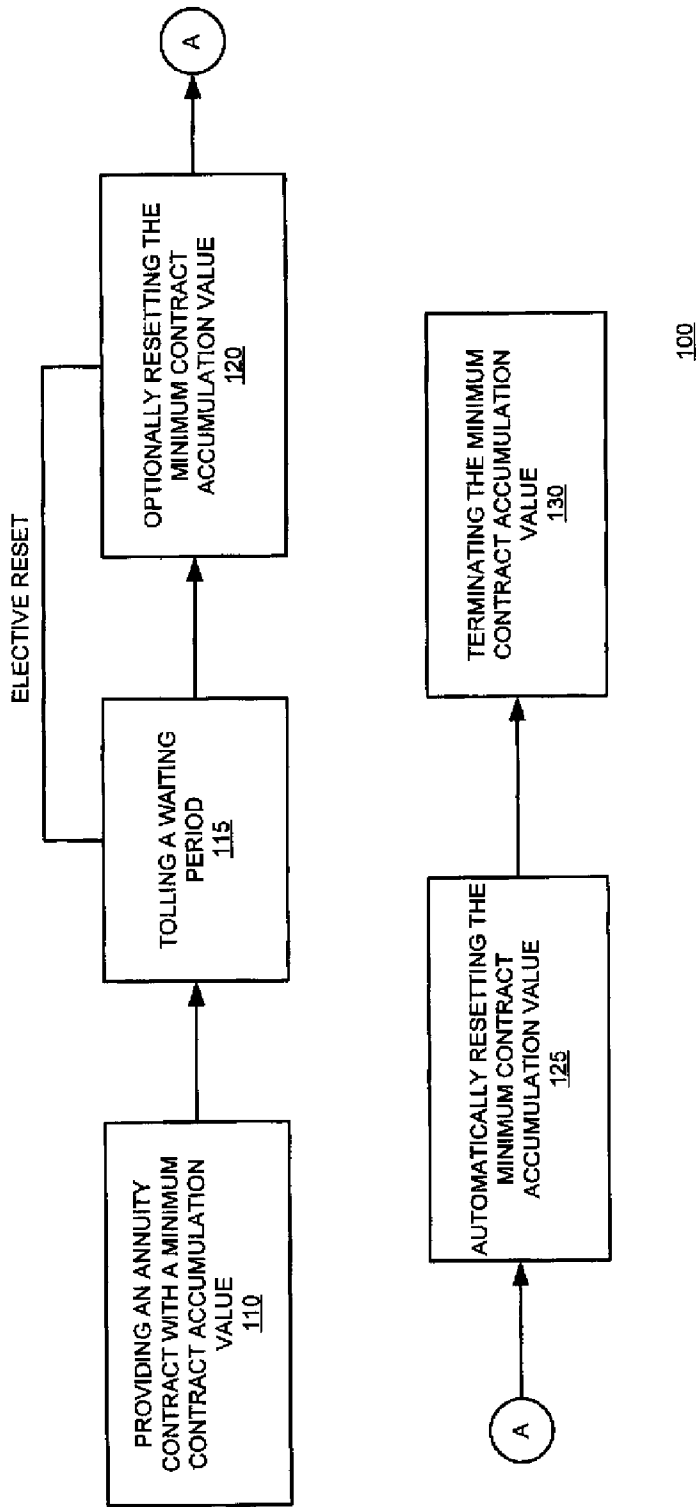 PROVIDING AN ANNUITY
CONTRACT WITH A MINIMUM
CONTRACT ACCUMULATION
VALUE
110
TOLLING A WAITING
PERIOD
115
ELECTIVE RESET
OPTIONALLY RESETTING THE
MINIMUM CONTRACT
ACCUMULATION VALUE
120
A
A
AUTOMATICALLY RESETTING THE
MINIMUM CONTRACT
ACCUMULATION VALUE
125
TERMINATING THE MINIMUM
CONTRACT ACCUMULATION
VALUE
130
100